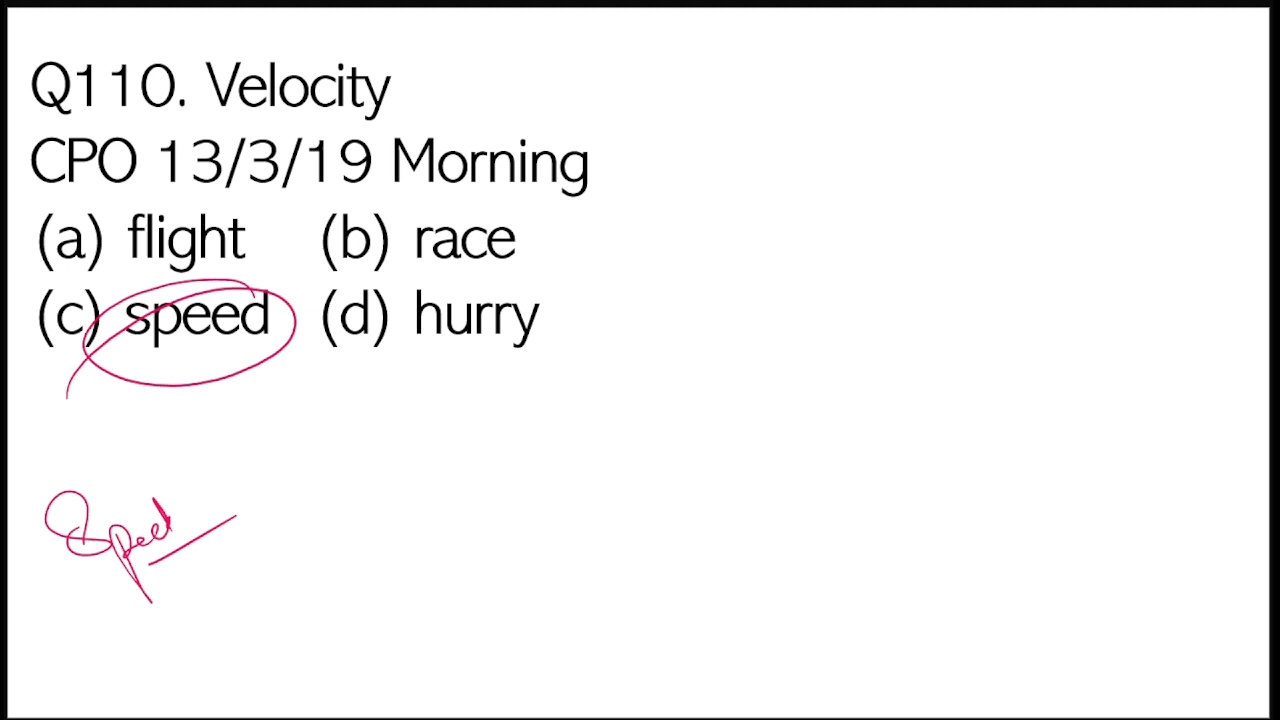 Q110. Velocity
CPO 13/3/19 Morning
(a) flight (b) race
(c) speed (d) hurry
Speed